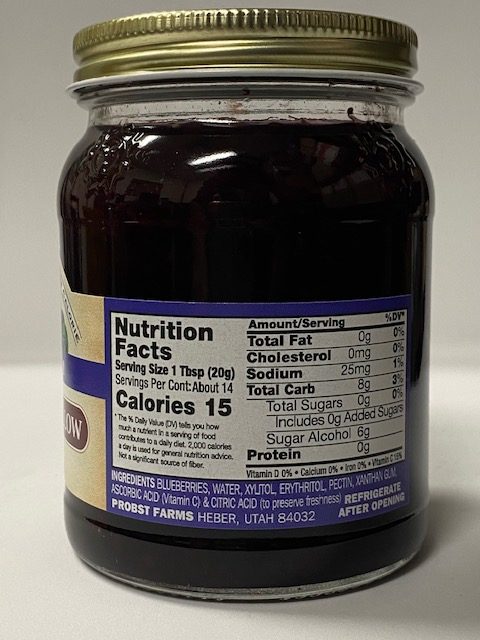 LOW
Nutrition
Facts
Serving Size 1 Tbsp (20g)
Servings Per Cont: About 14
Calories 15
* The % Daily Value (DV) tells you how
much a nutrient in a serving of food
contributes to a daily diet. 2,000 calories
a day is used for general nutrition advice.
Not a significant source of fiber.
Amount/Serving %DV*
Total Fat 0g 0%
Cholesterol 0mg 0%
Sodium 25mg 1%
Total Carb 8g 3%
Total Sugars 0g 0%
Includes 0g Added Sugars
Sugar Alcohol 6g
Protein 0g
Vitamin D 0% • Calcium 0% • Iron 0% • Vitamin C 15%
INGREDIENTS BLUEBERRIES, WATER, XYLITOL, ERYTHRITOL, PECTIN, XANTHAN GUM,
ASCORBIC ACID (Vitamin C) & CITRIC ACID (to preserve freshness) REFRIGERATE
PROBST FARMS HEBER, UTAH 84032 AFTER OPENING